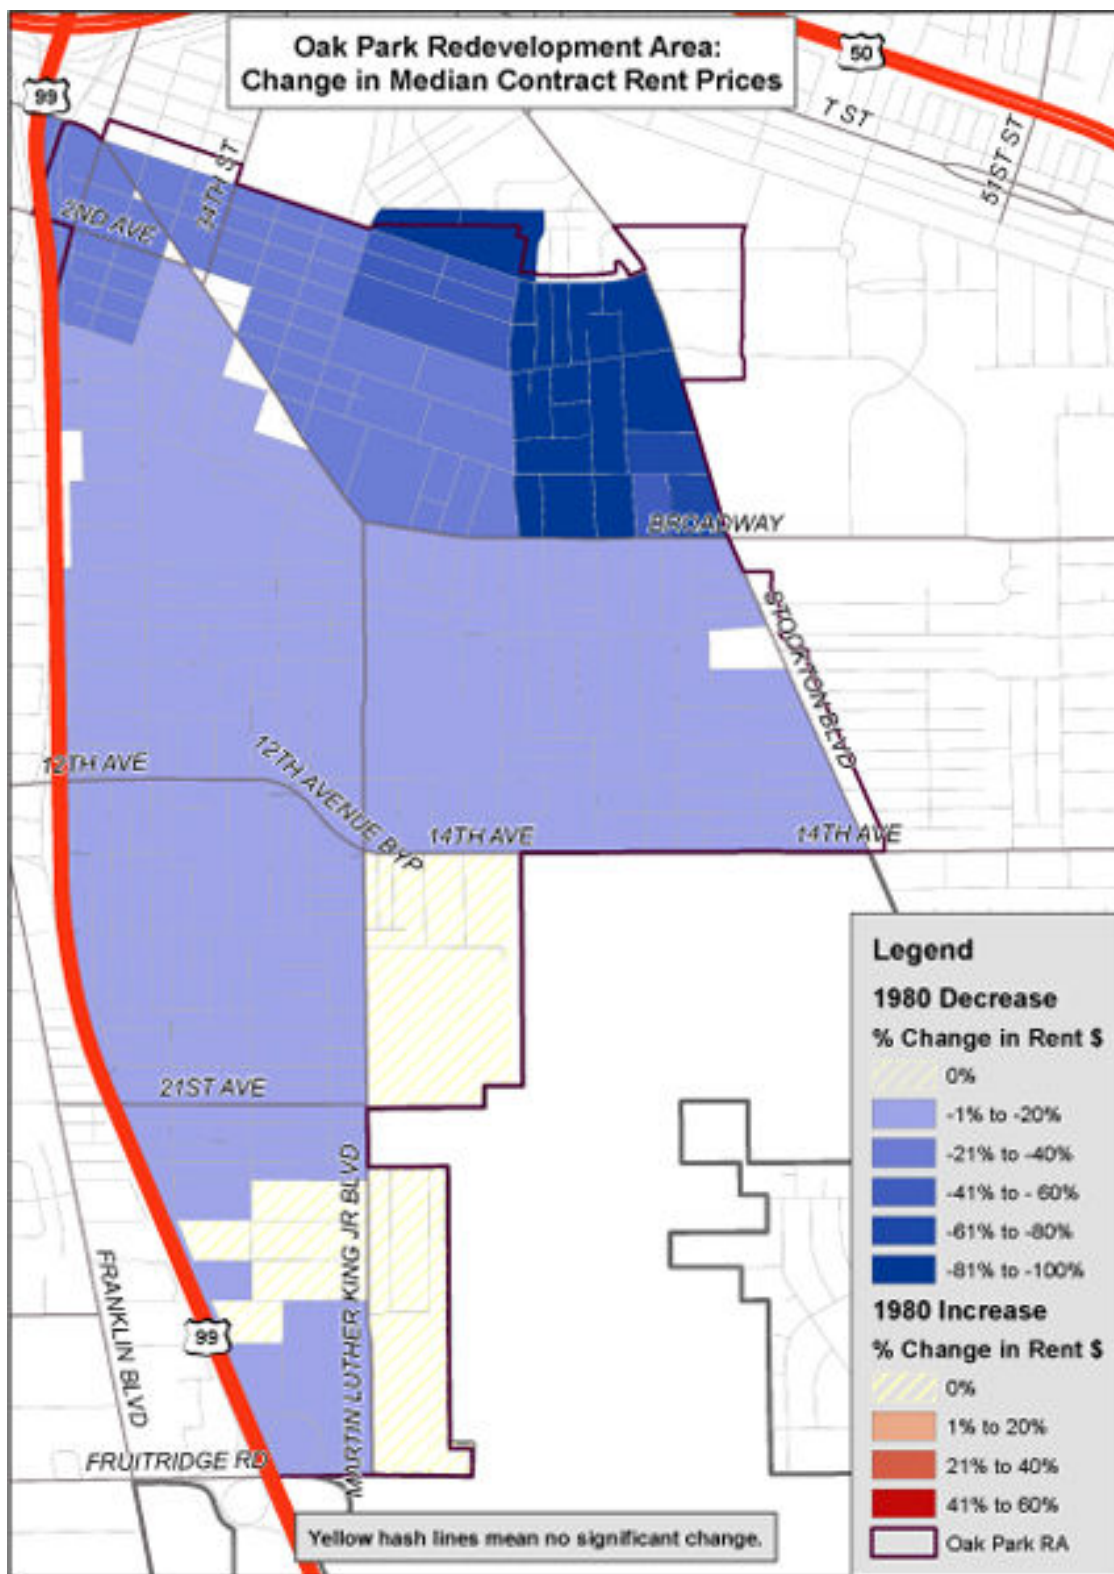 Oak Park Redevelopment Area:
Change in Median Contract Rent Prices
50
99
T ST
51ST ST
34TH ST
2ND AVE
BROADWAY
STOCKTON BLVD
12TH AVE
12TH AVENUE BYP
14TH AVE
14TH AVE
21ST AVE
MARTIN LUTHER KING JR BLVD
FRANKLIN BLVD
99
FRUITRIDGE RD
Yellow hash lines mean no significant change.
Legend
1980 Decrease
% Change in Rent $
0%
-1% to -20%
-21% to -40%
-41% to - 60%
-61% to -80%
-81% to -100%
1980 Increase
% Change in Rent $
0%
1% to 20%
21% to 40%
41% to 60%
Oak Park RA